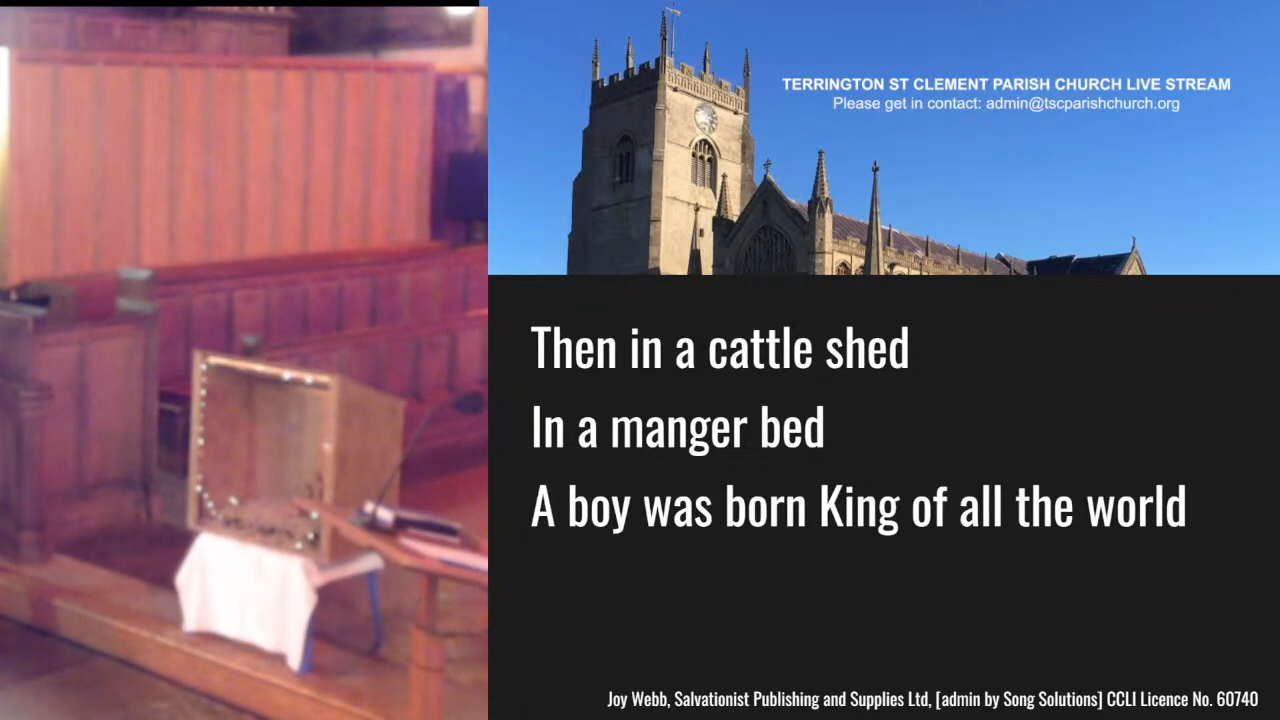 TERRINGTON ST CLEMENT PARISH CHURCH LIVE STREAM
Please get in contact: admin@tscparishchurch.org
Then in a cattle shed
In a manger bed
A boy was born King of all the world
Joy Webb, Salvationist Publishing and Supplies Ltd, [admin by Song Solutions] CCLI Licence No. 60740